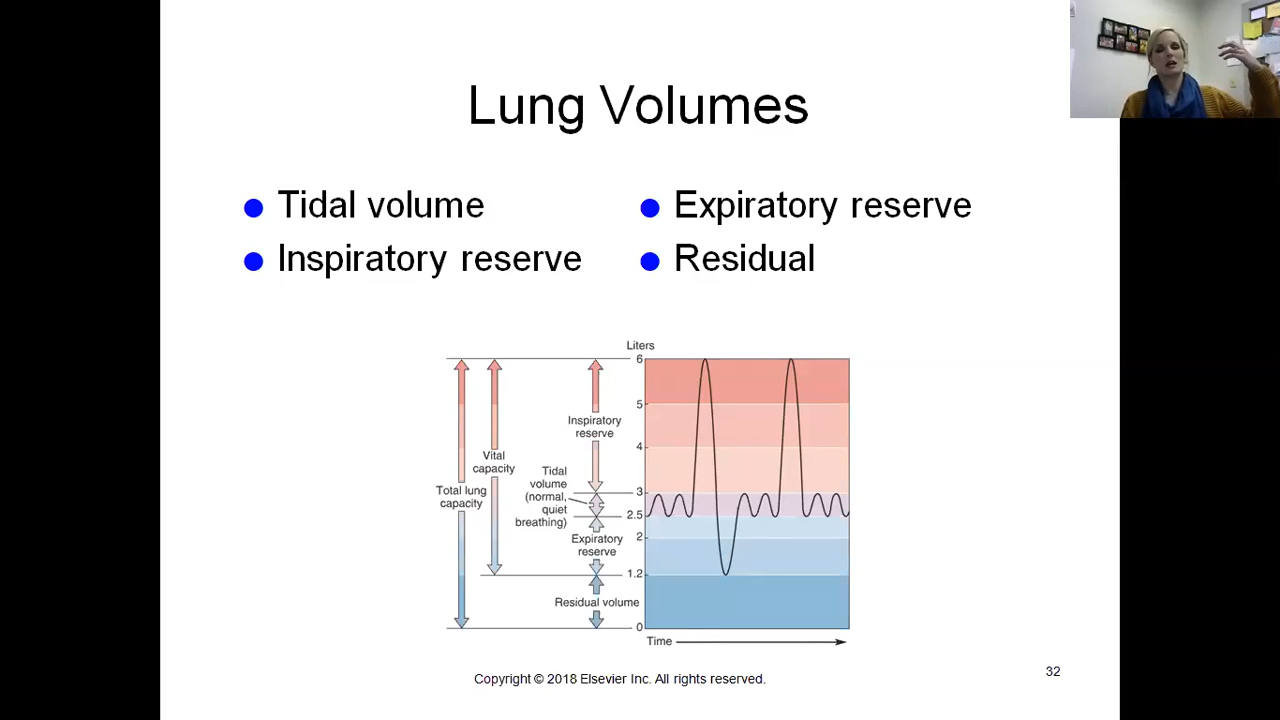 Lung Volumes
Tidal volume
Inspiratory reserve
Expiratory reserve
Residual
Liters
6
5
4
3
2.5
2
1.2
0
Inspiratory
reserve
Vital
capacity
Tidal
volume
(normal,
quiet
breathing)
Total lung
capacity
Expiratory
reserve
Residual volume
Time
Copyright © 2018 Elsevier Inc. All rights reserved.
32